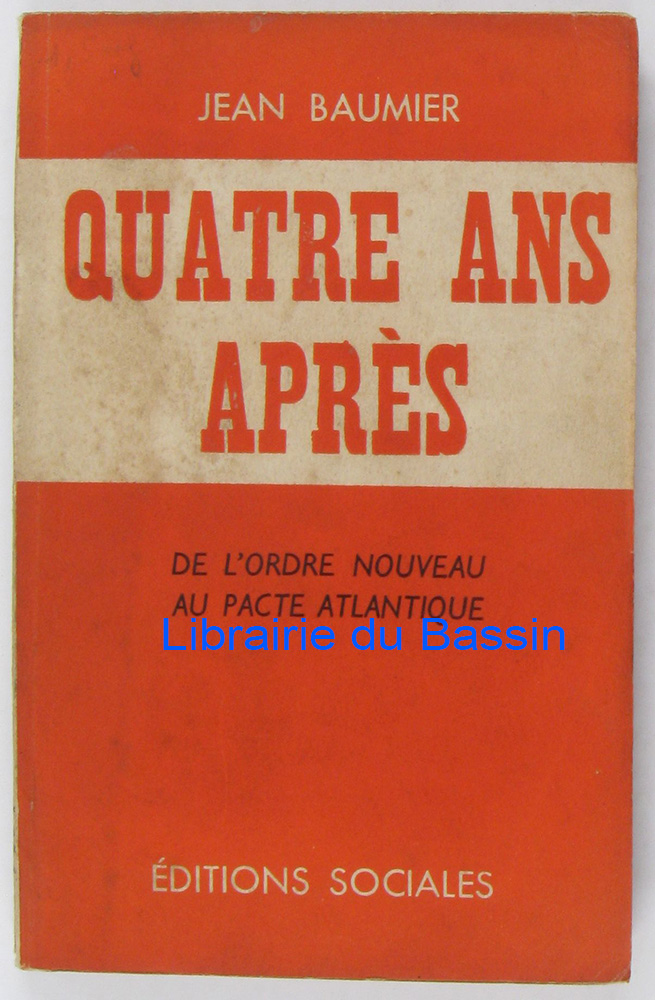 JEAN BAUMIER
QUATRE ANS
APRÈS
DE L'ORDRE NOUVEAU
AU PACTE ATLANTIQUE
Librairie du Bassin
ÉDITIONS SOCIALES